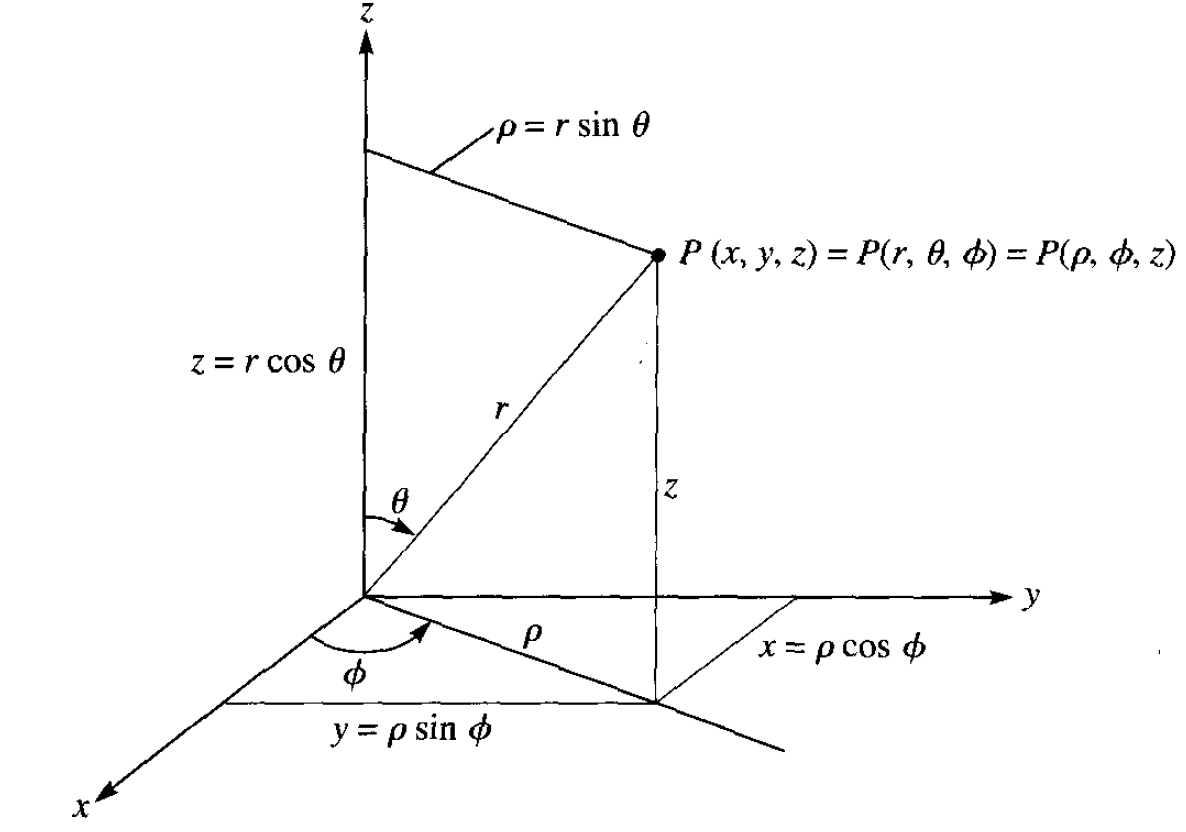 z
ρ = r sin θ
P (x, y, z) = P(r, θ, ϕ) = P(ρ, ϕ, z)
z = r cos θ
r
z
θ
y
ρ
x = ρ cos ϕ
ϕ
y = ρ sin ϕ
x